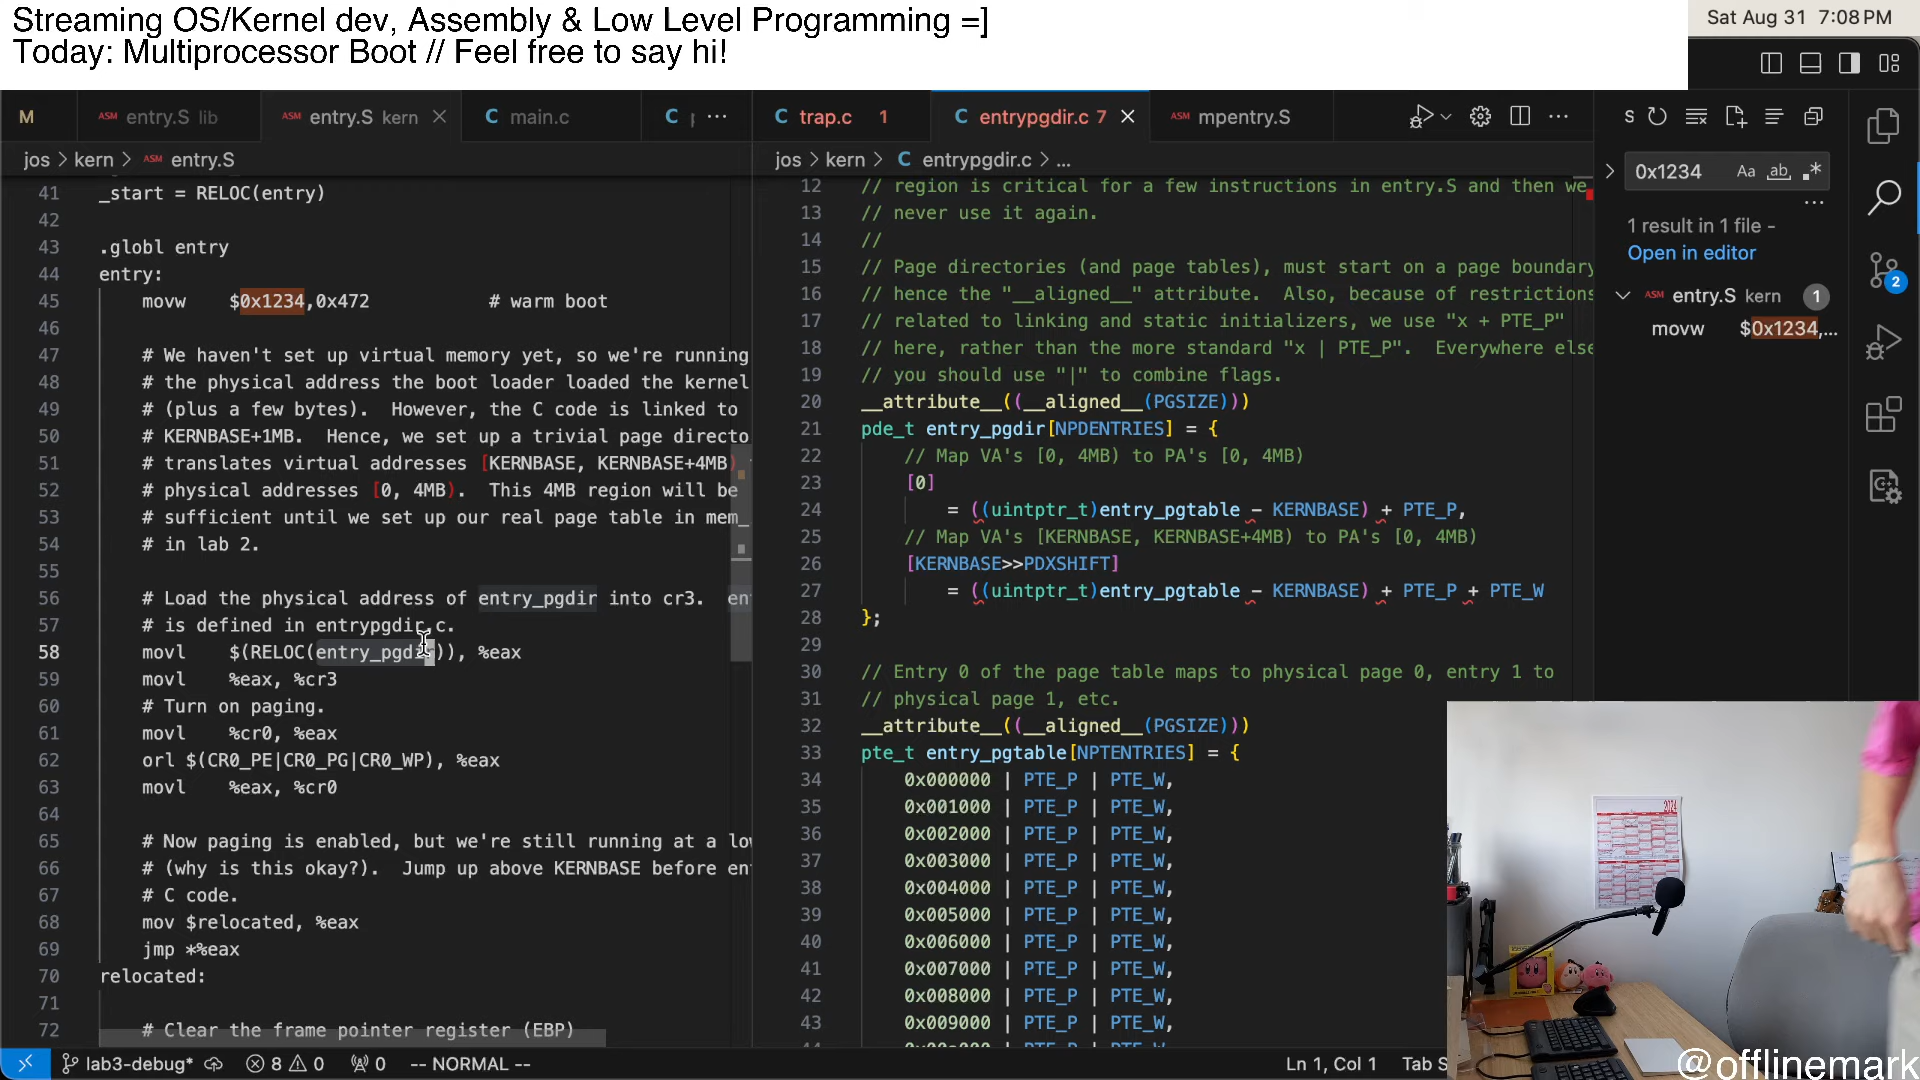 Streaming OS/Kernel dev, Assembly & Low Level Programming =]
Today: Multiprocessor Boot // Feel free to say hi!
Sat Aug 31 7:08 PM
M
ASM entry.S lib
ASM entry.S kern
C main.c
C
C trap.c 1
C entrypgdir.c 7
ASM mpentry.S
S
jos > kern > ASM entry.S
41 _start = RELOC(entry)
42
43 .globl entry
44 entry:
45 movw $0x1234,0x472 # warm boot
46
47 # We haven't set up virtual memory yet, so we're running
48 # the physical address the boot loader loaded the kernel
49 # (plus a few bytes). However, the C code is linked to
50 # KERNBASE+1MB. Hence, we set up a trivial page directo
51 # translates virtual addresses [KERNBASE, KERNBASE+4MB)
52 # physical addresses [0, 4MB). This 4MB region will be
53 # sufficient until we set up our real page table in mem_
54 # in lab 2.
55
56 # Load the physical address of entry_pgdir into cr3. en
57 # is defined in entrypgdir.c.
58 movl $(RELOC(entry_pgdir)), %eax
59 movl %eax, %cr3
60 # Turn on paging.
61 movl %cr0, %eax
62 orl $(CR0_PE|CR0_PG|CR0_WP), %eax
63 movl %eax, %cr0
64
65 # Now paging is enabled, but we're still running at a low
66 # (why is this okay?). Jump up above KERNBASE before en
67 # C code.
68 mov $relocated, %eax
69 jmp *%eax
70 relocated:
71
72 # Clear the frame pointer register (EBP)
jos > kern > C entrypgdir.c > ...
12 // region is critical for a few instructions in entry.S and then we
13 // never use it again.
14 //
15 // Page directories (and page tables), must start on a page boundary
16 // hence the "__aligned__" attribute. Also, because of restrictions
17 // related to linking and static initializers, we use "x + PTE_P"
18 // here, rather than the more standard "x | PTE_P". Everywhere else
19 // you should use "|" to combine flags.
20 __attribute__((__aligned__(PGSIZE)))
21 pde_t entry_pgdir[NPDENTRIES] = {
22 // Map VA's [0, 4MB) to PA's [0, 4MB)
23 [0]
24 = ((uintptr_t)entry_pgtable - KERNBASE) + PTE_P,
25 // Map VA's [KERNBASE, KERNBASE+4MB) to PA's [0, 4MB)
26 [KERNBASE>>PDXSHIFT]
27 = ((uintptr_t)entry_pgtable - KERNBASE) + PTE_P + PTE_W
28 };
29
30 // Entry 0 of the page table maps to physical page 0, entry 1 to
31 // physical page 1, etc.
32 __attribute__((__aligned__(PGSIZE)))
33 pte_t entry_pgtable[NPTENTRIES] = {
34 0x000000 | PTE_P | PTE_W,
35 0x001000 | PTE_P | PTE_W,
36 0x002000 | PTE_P | PTE_W,
37 0x003000 | PTE_P | PTE_W,
38 0x004000 | PTE_P | PTE_W,
39 0x005000 | PTE_P | PTE_W,
40 0x006000 | PTE_P | PTE_W,
41 0x007000 | PTE_P | PTE_W,
42 0x008000 | PTE_P | PTE_W,
43 0x009000 | PTE_P | PTE_W,
0x1234 Aa ab .*
1 result in 1 file -
Open in editor
ASM entry.S kern 1
movw $0x1234,...
2
2024
lab3-debug* 8 0 0 -- NORMAL --
Ln 1, Col 1 Tab S
@offlinemark